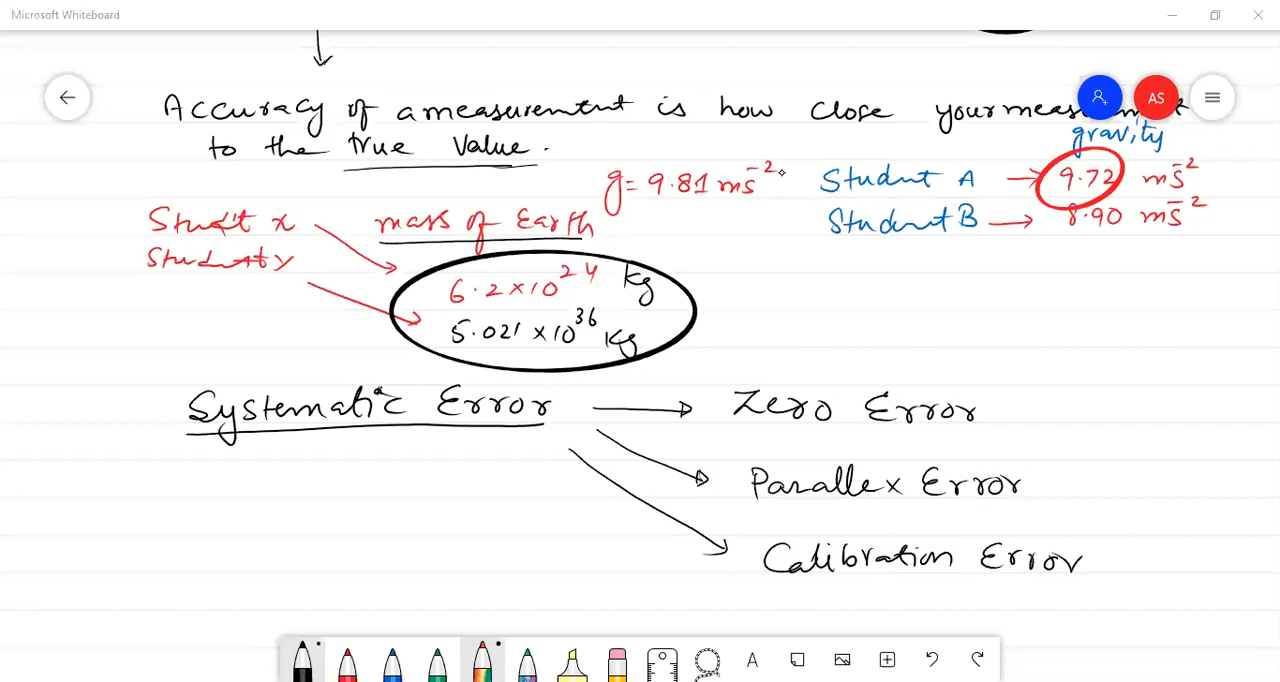 Microsoft Whiteboard
Accuracy of a measurement is how close your measurement
to the true value.
AS
gravity
g = 9.81 ms⁻²
Student A → 9.72 ms⁻²
Student B → 8.90 ms⁻²
Student x
Student y
mass of Earth
6.2 × 10²⁴ kg
5.021 × 10³⁶ kg
Systematic Error → Zero Error
Parallex Error
Calibration Error
A